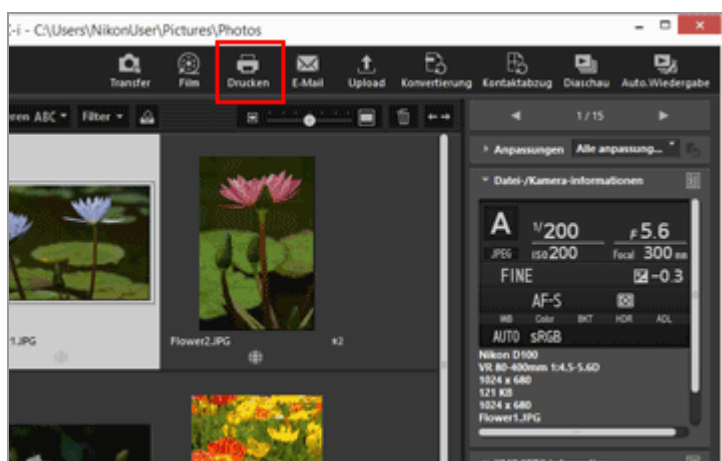 -i - C:\Users\NikonUser\Pictures\Photos
Transfer Film Drucken E-Mail Upload Konvertierung Kontaktabzug Diaschau Auto.Wiedergabe
ABC Filter
1/15
Anpassungen Alle anpassung...
Datei-/Kamera-informationen
A 1/200 F5.6
JPEG ISO200 Focal 300 mm
FINE -0.3
AF-S
WB Color BKT HDR ADL
AUTO sRGB
Nikon D100
VR 80-400mm 1:4.5-5.6D
1024 x 680
121 KB
1024 x 680
Flower1.JPG
1.JPG Flower2.JPG